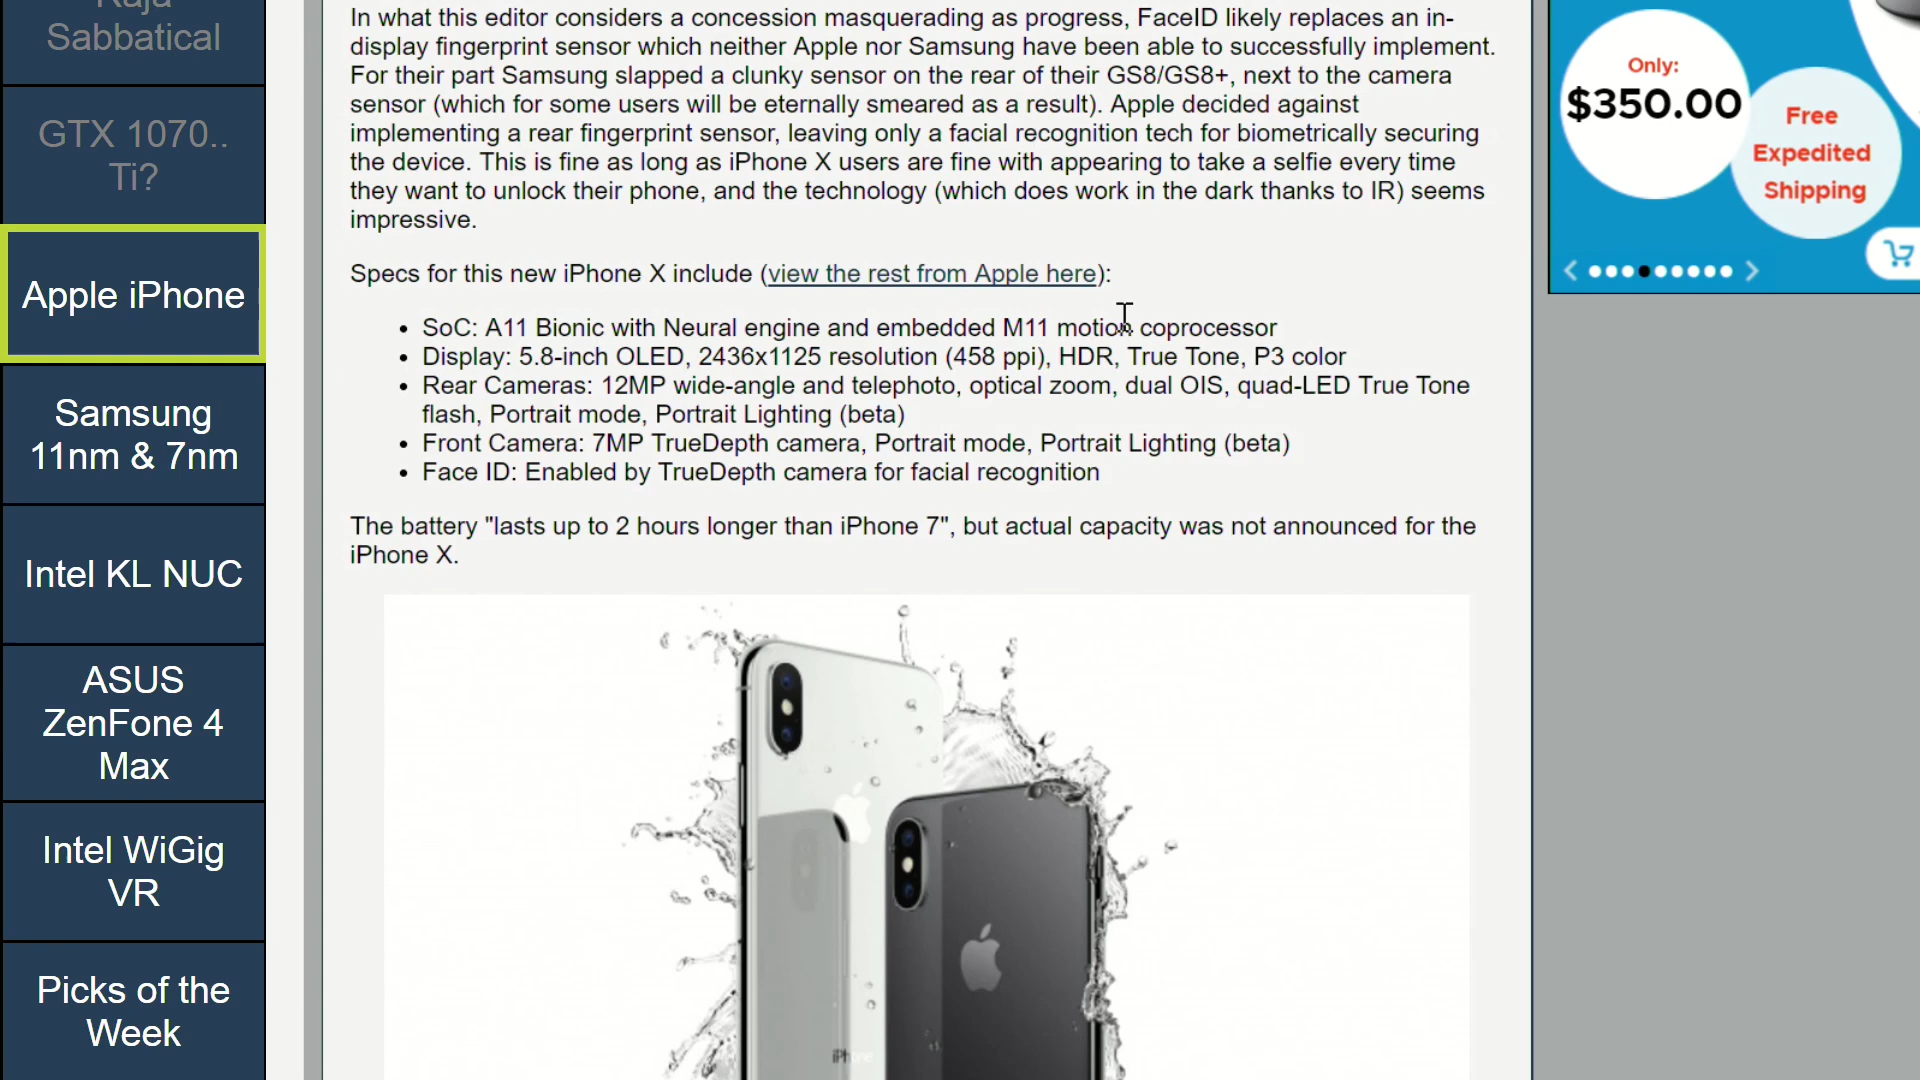 Raja
Sabbatical
GTX 1070..
Ti?
Apple iPhone
Samsung
11nm & 7nm
Intel KL NUC
ASUS
ZenFone 4
Max
Intel WiGig
VR
Picks of the
Week
In what this editor considers a concession masquerading as progress, FaceID likely replaces an in-
display fingerprint sensor which neither Apple nor Samsung have been able to successfully implement.
For their part Samsung slapped a clunky sensor on the rear of their GS8/GS8+, next to the camera
sensor (which for some users will be eternally smeared as a result). Apple decided against
implementing a rear fingerprint sensor, leaving only a facial recognition tech for biometrically securing
the device. This is fine as long as iPhone X users are fine with appearing to take a selfie every time
they want to unlock their phone, and the technology (which does work in the dark thanks to IR) seems
impressive.
Specs for this new iPhone X include (view the rest from Apple here):
• SoC: A11 Bionic with Neural engine and embedded M11 motion coprocessor
• Display: 5.8-inch OLED, 2436x1125 resolution (458 ppi), HDR, True Tone, P3 color
• Rear Cameras: 12MP wide-angle and telephoto, optical zoom, dual OIS, quad-LED True Tone
flash, Portrait mode, Portrait Lighting (beta)
• Front Camera: 7MP TrueDepth camera, Portrait mode, Portrait Lighting (beta)
• Face ID: Enabled by TrueDepth camera for facial recognition
The battery "lasts up to 2 hours longer than iPhone 7", but actual capacity was not announced for the
iPhone X.
iPhone
Only:
$350.00
Free
Expedited
Shipping